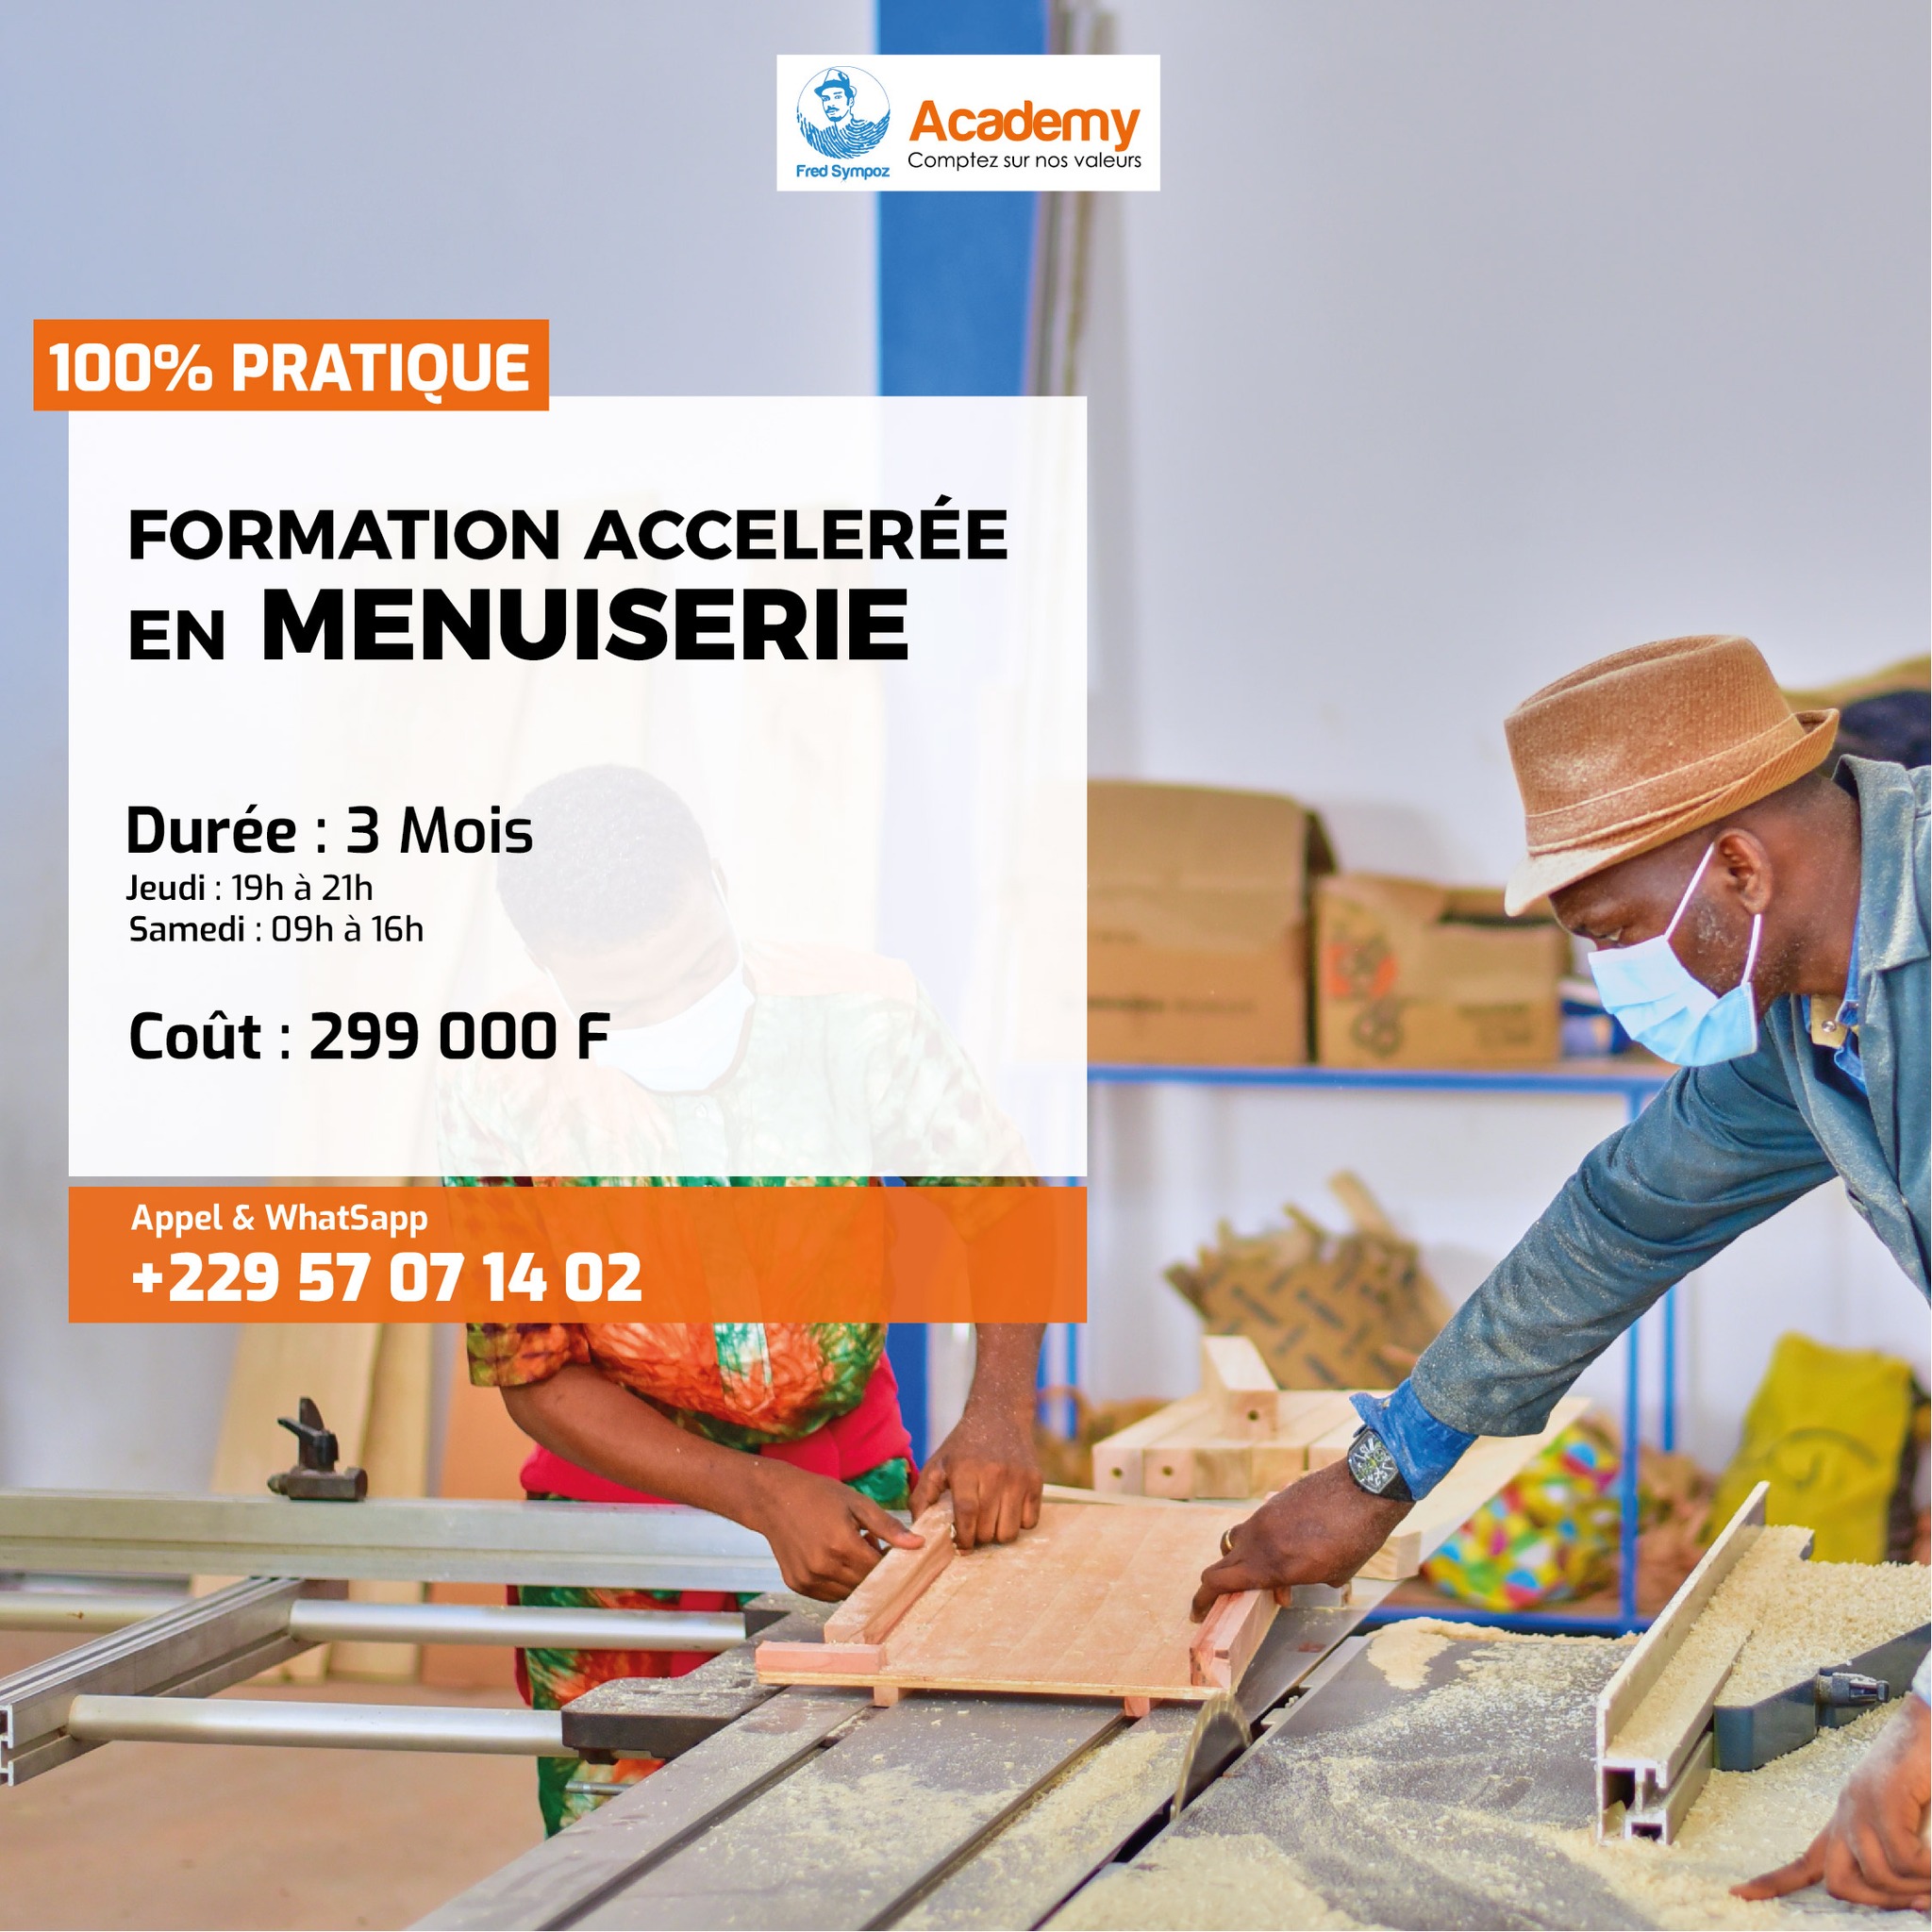 Fred Sympoz
Academy
Comptez sur nos valeurs
100% PRATIQUE
FORMATION ACCELERÉE
EN MENUISERIE
Durée : 3 Mois
Jeudi : 19h à 21h
Samedi : 09h à 16h
Coût : 299 000 F
Appel & WhatSapp
+229 57 07 14 02